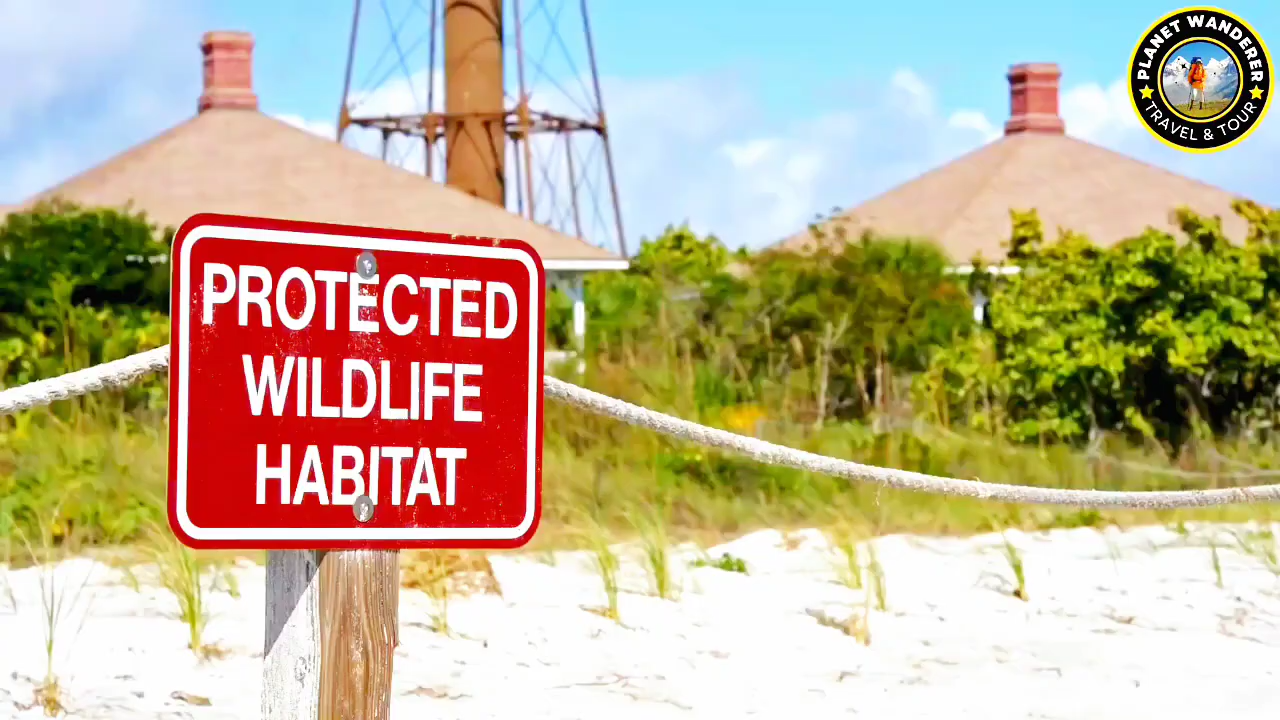 PROTECTED
WILDLIFE
HABITAT
PLANET WANDERER
TRAVEL & TOUR